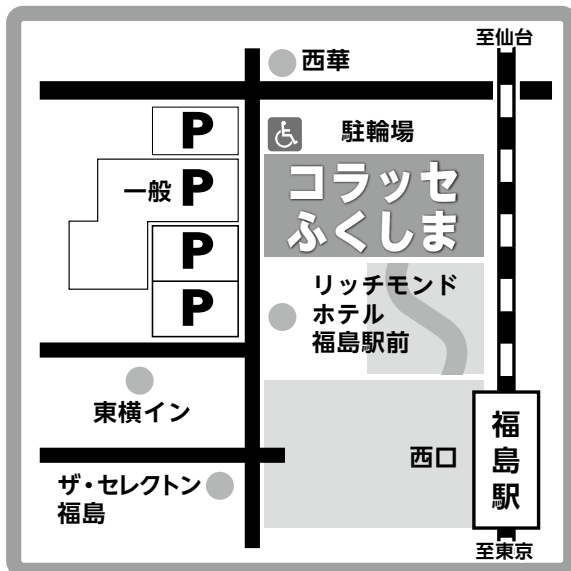 至仙台
西華
P
駐輪場
一般 P
コラッセ
ふくしま
P
P
リッチモンド
ホテル
福島駅前
東横イン
西口
福島駅
ザ・セレクトン
福島
至東京